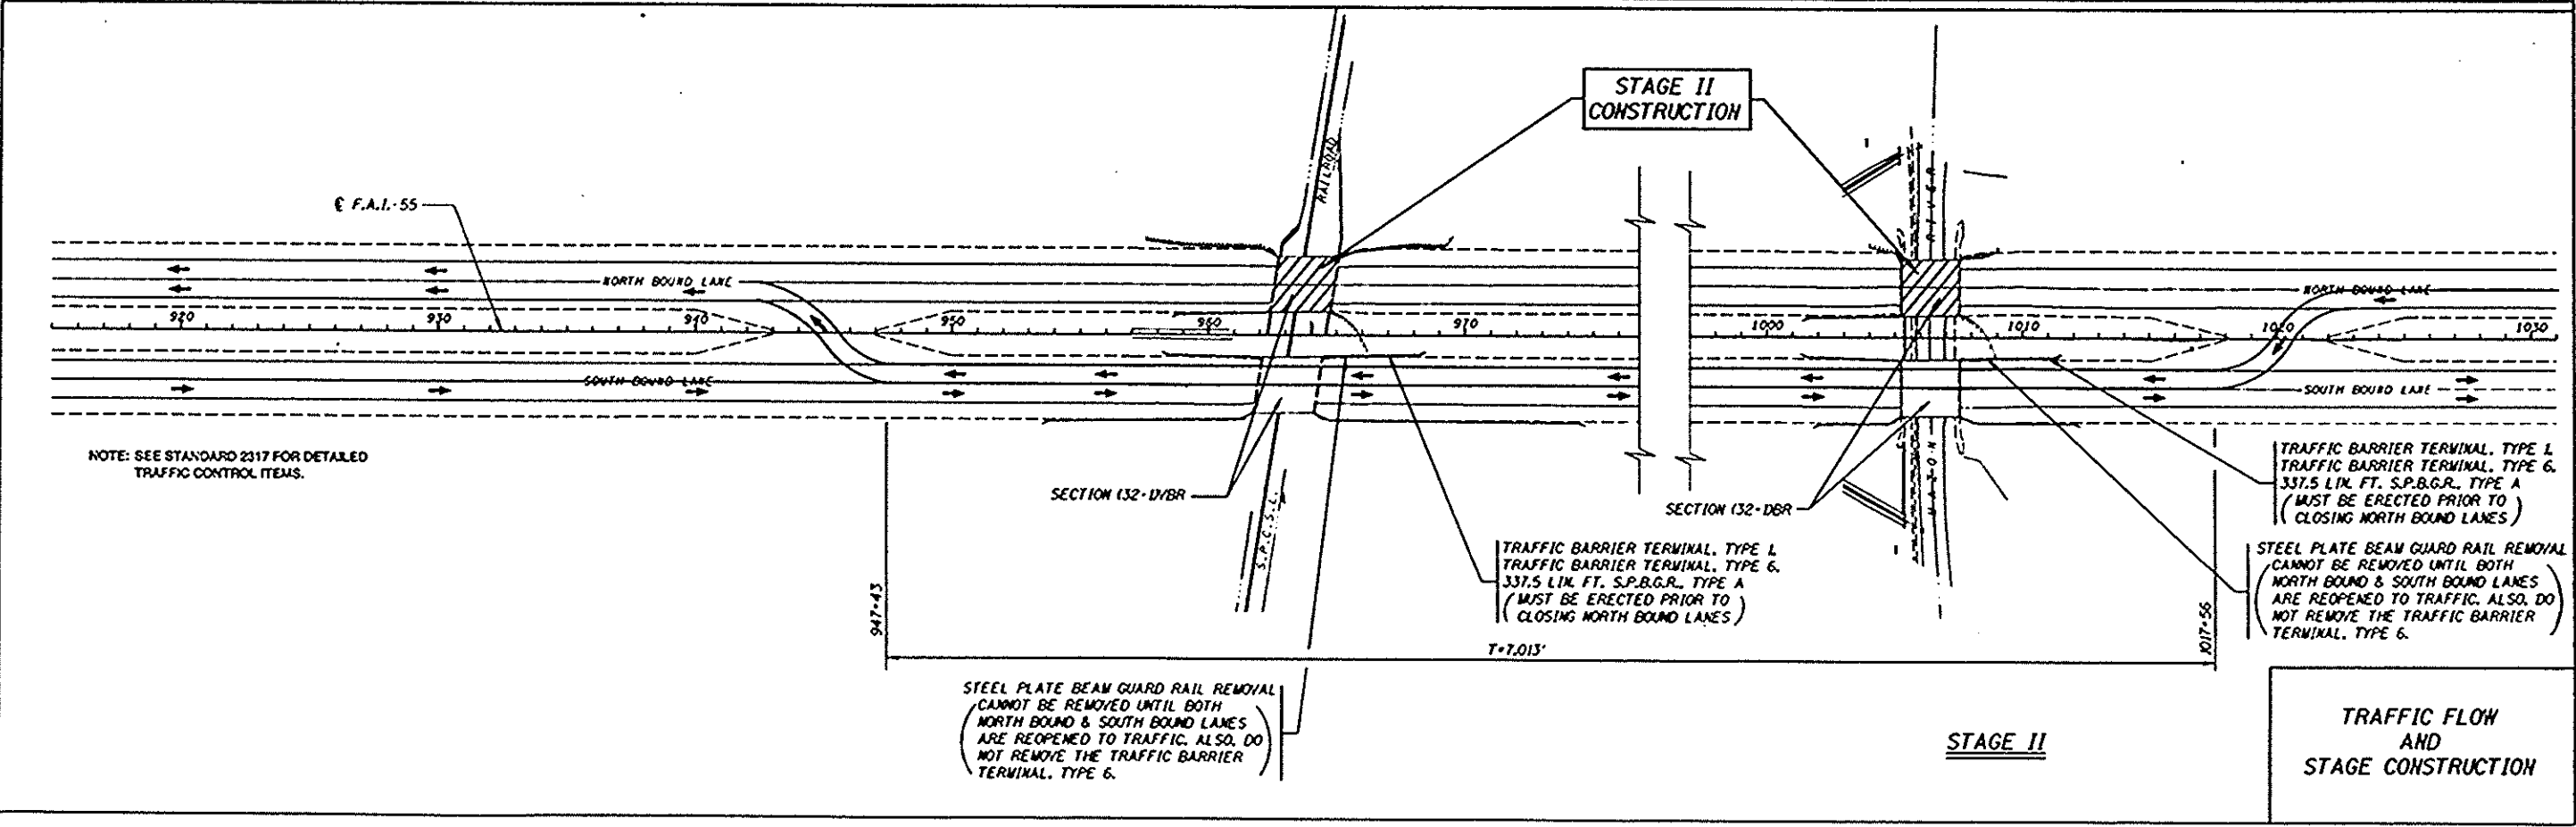 STAGE II
CONSTRUCTION
RAILROAD
RIVER
℄ F.A.I.-55
NORTH BOUND LANE
NORTH BOUND LANE
920
930
940
950
960
970
1000
1010
1020
1030
SOUTH BOUND LANE
SOUTH BOUND LANE
NOTE: SEE STANDARD 2317 FOR DETAILED
TRAFFIC CONTROL ITEMS.
SECTION (32-1)VBR
S.P.C.S.L.
SECTION (32-1)BR
MAZON
TRAFFIC BARRIER TERMINAL, TYPE 1.
TRAFFIC BARRIER TERMINAL, TYPE 6.
337.5 LIN. FT. S.P.B.G.R., TYPE A
(MUST BE ERECTED PRIOR TO
CLOSING NORTH BOUND LANES)
TRAFFIC BARRIER TERMINAL, TYPE 1.
TRAFFIC BARRIER TERMINAL, TYPE 6.
337.5 LIN. FT. S.P.B.G.R., TYPE A
(MUST BE ERECTED PRIOR TO
CLOSING NORTH BOUND LANES)
STEEL PLATE BEAM GUARD RAIL REMOVAL
(CANNOT BE REMOVED UNTIL BOTH
NORTH BOUND & SOUTH BOUND LANES
ARE REOPENED TO TRAFFIC. ALSO, DO
NOT REMOVE THE TRAFFIC BARRIER
TERMINAL, TYPE 6.)
947+43
T=7,013'
1017+56
STEEL PLATE BEAM GUARD RAIL REMOVAL
(CANNOT BE REMOVED UNTIL BOTH
NORTH BOUND & SOUTH BOUND LANES
ARE REOPENED TO TRAFFIC. ALSO, DO
NOT REMOVE THE TRAFFIC BARRIER
TERMINAL, TYPE 6.)
STAGE II
TRAFFIC FLOW
AND
STAGE CONSTRUCTION